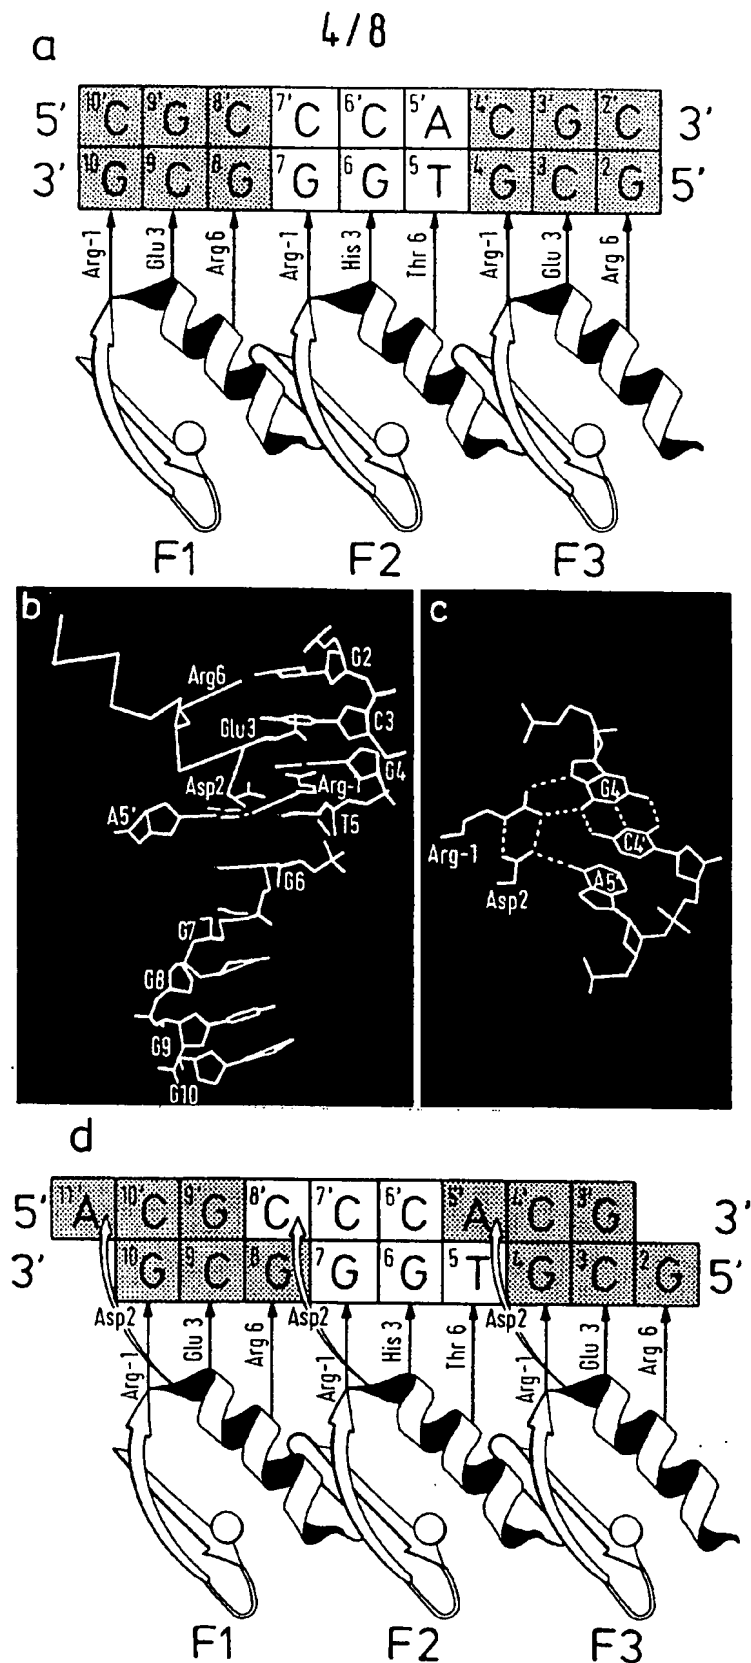 4/8
a
5' 10'C 9'G 8'C 7'C 6'C 5'A 4'C 3'G 2'C 3'
3' 10G 9C 8G 7G 6G 5T 4G 3C 2G 5'
Arg-1 Glu 3 Arg 6 Arg-1 His 3 Thr 6 Arg-1 Glu 3 Arg 6
F1 F2 F3
b
Arg6 G2
Glu3 C3
Asp2 Arg-1 G4
A5' T5
G6
G7
G8
G9
G10
c
G4
C4'
Arg-1
A5'
Asp2
d
5' 11'A 10'C 9'G 8'C 7'C 6'C 5'A 4'C 3'G 3'
3' 10G 9C 8G 7G 6G 5T 4G 3C 2G 5'
Asp2 Asp2 Asp2
Arg-1 Glu 3 Arg 6 Arg-1 His 3 Thr 6 Arg-1 Glu 3 Arg 6
F1 F2 F3